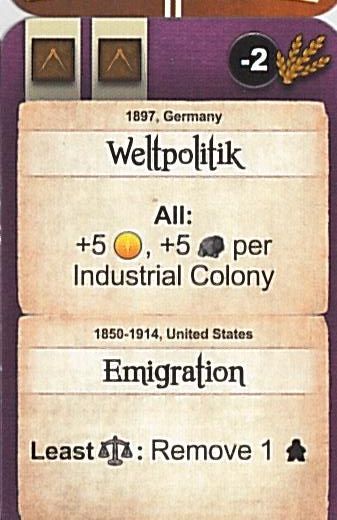 -2
1897, Germany
Weltpolitik
All:
+5 , +5 per
Industrial Colony
1850-1914, United States
Emigration
Least : Remove 1